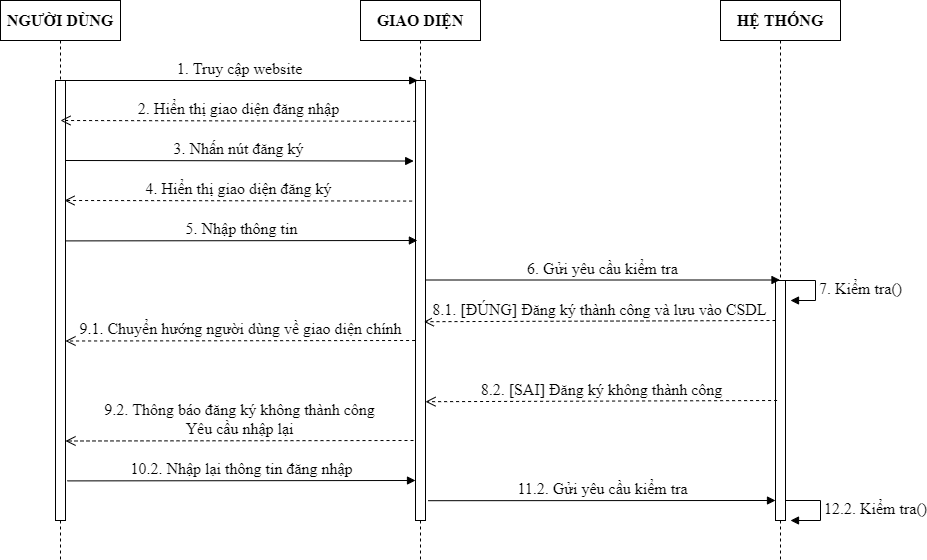 NGƯỜI DÙNG
GIAO DIỆN
HỆ THỐNG
1. Truy cập website
2. Hiển thị giao diện đăng nhập
3. Nhấn nút đăng ký
4. Hiển thị giao diện đăng ký
5. Nhập thông tin
6. Gửi yêu cầu kiểm tra
7. Kiểm tra()
8.1. [ĐÚNG] Đăng ký thành công và lưu vào CSDL
9.1. Chuyển hướng người dùng về giao diện chính
8.2. [SAI] Đăng ký không thành công
9.2. Thông báo đăng ký không thành công
Yêu cầu nhập lại
10.2. Nhập lại thông tin đăng nhập
11.2. Gửi yêu cầu kiểm tra
12.2. Kiểm tra()